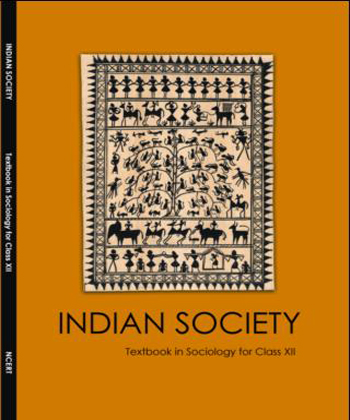 INDIAN SOCIETY
Textbook in Sociology for Class XII
NCERT
INDIAN SOCIETY
Textbook in Sociology for Class XII